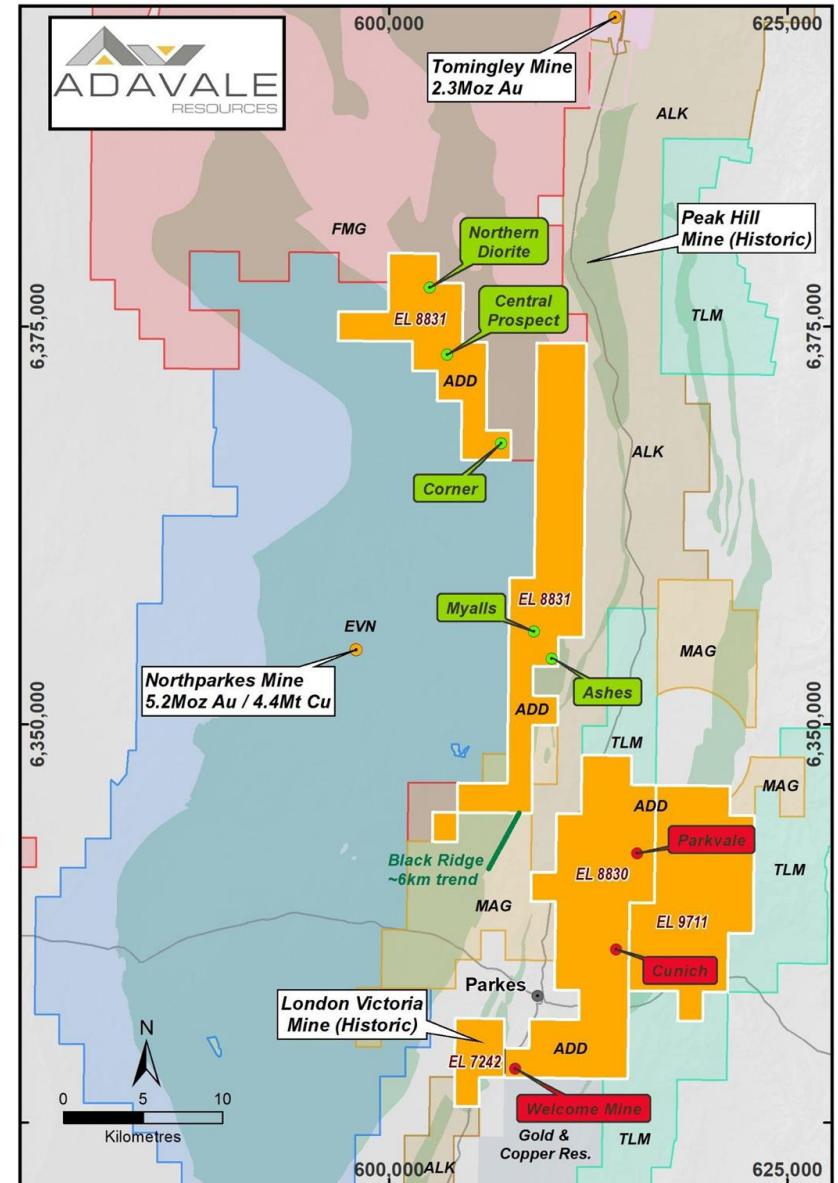 ADAVALE
RESOURCES
600,000
625,000
Tomingley Mine
2.3Moz Au
ALK
FMG
Peak Hill
Mine (Historic)
Northern
Diorite
Central
Prospect
EL 8831
6,375,000
6,375,000
TLM
ADD
ALK
Corner
EL 8831
Myalls
EVN
Ashes
MAG
Northparkes Mine
5.2Moz Au / 4.4Mt Cu
ADD
6,350,000
6,350,000
TLM
MAG
ADD
Parkvale
Black Ridge
~6km trend
EL 8830
TLM
MAG
EL 9711
Cunich
Parkes
London Victoria
Mine (Historic)
N
EL 7242
ADD
0 5 10
Kilometres
Welcome Mine
Gold &
Copper Res.
TLM
600,000
ALK
625,000